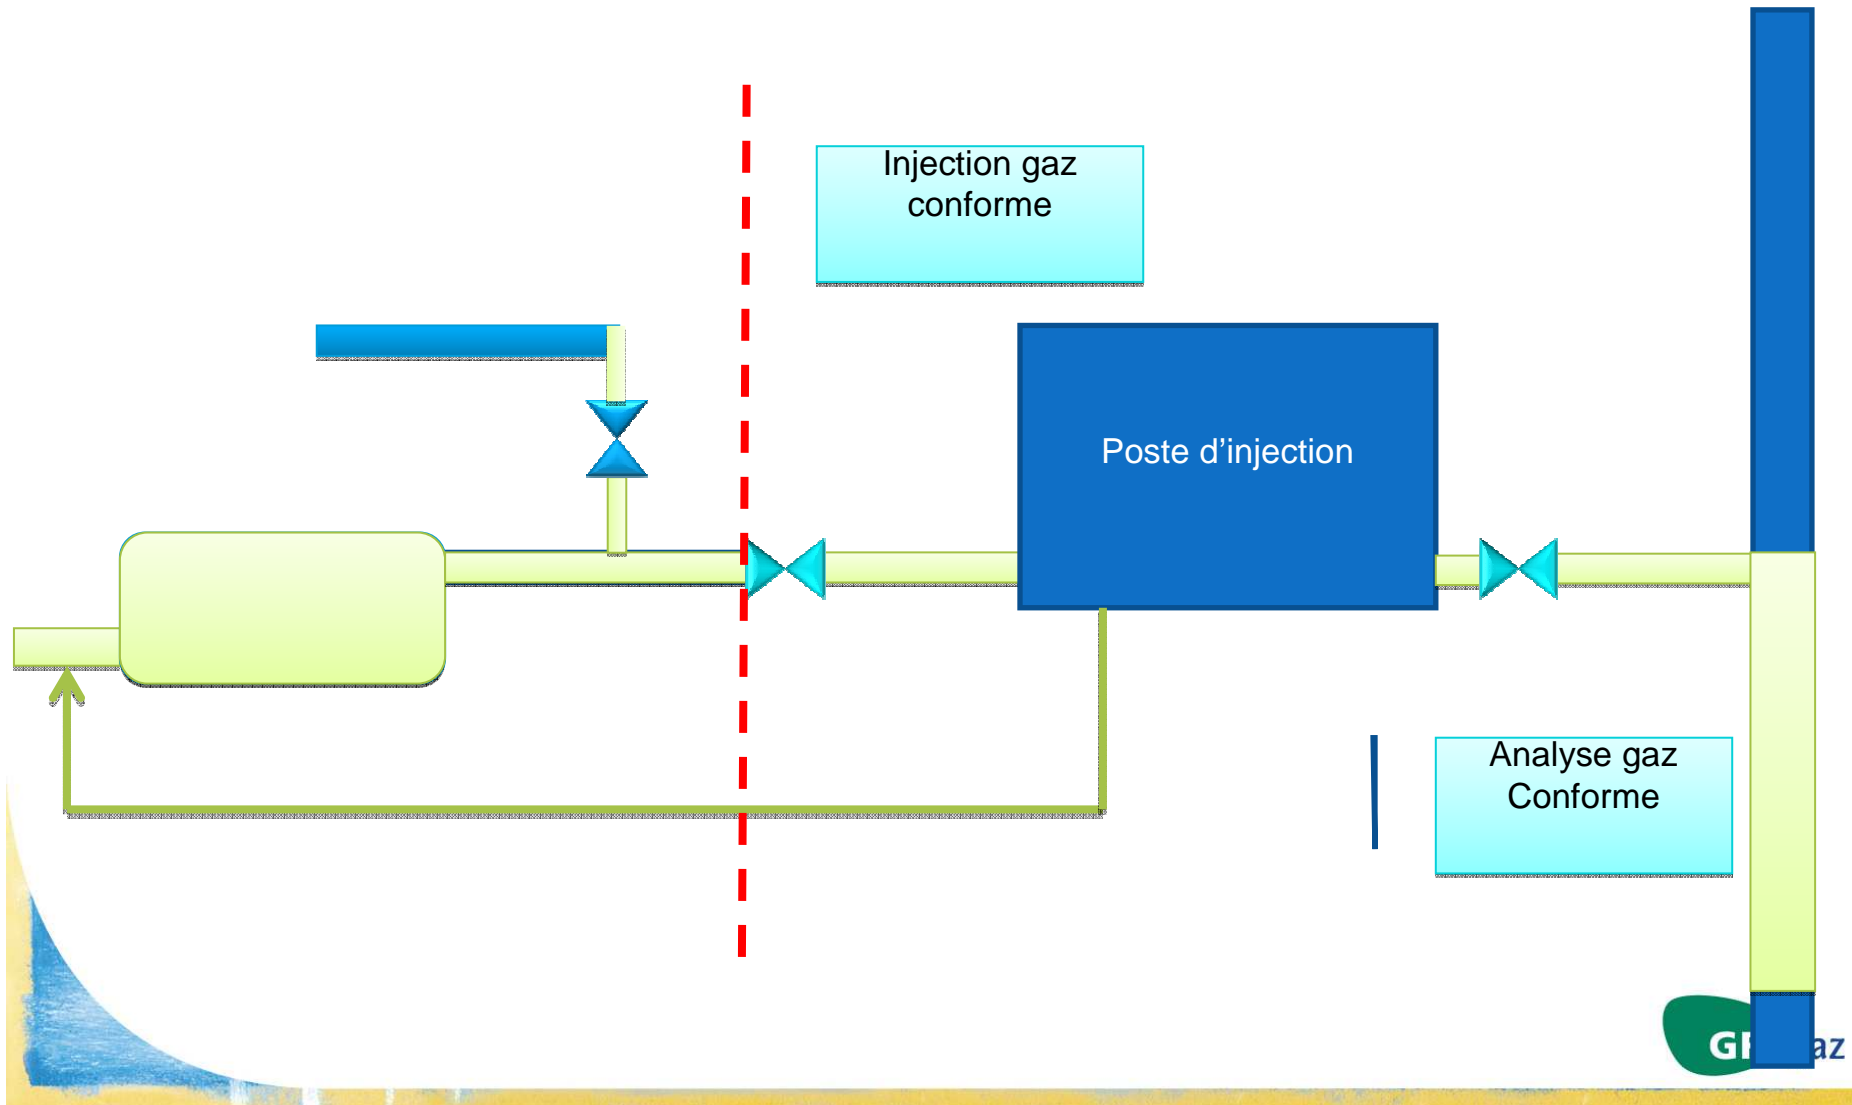 Injection gaz
conforme
Poste d’injection
Analyse gaz
Conforme